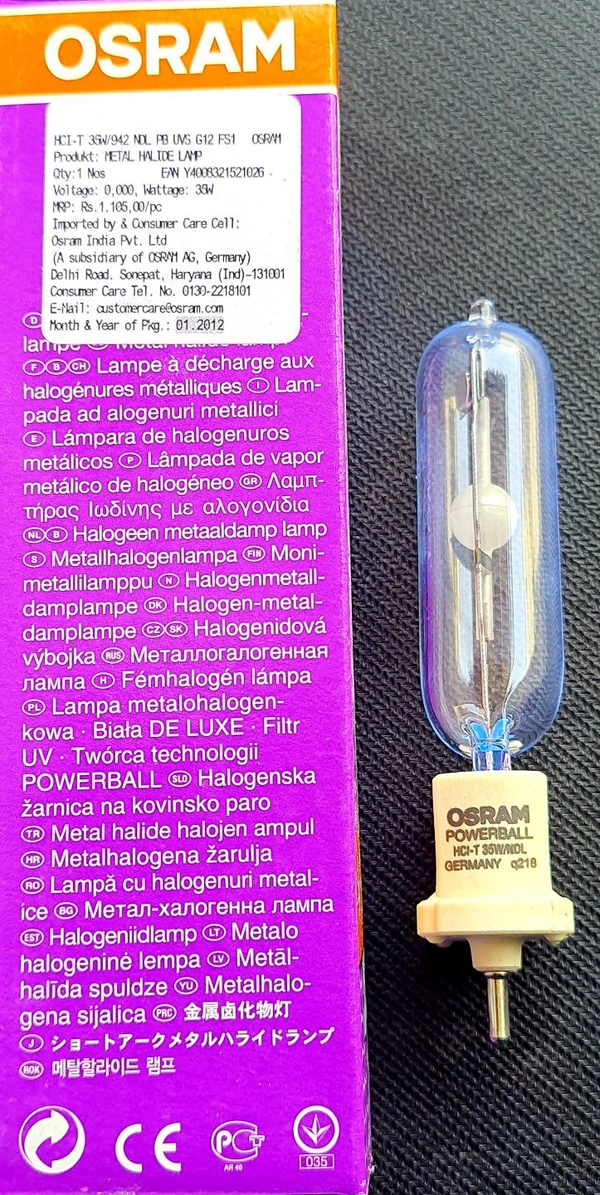 OSRAM
HCI-T 35W/942 NDL PB UVS G12 FS1 OSRAM
Produkt: METAL HALIDE LAMP
Qty:1 Nos EAN Y4008321521026
Voltage: 0,000, Wattage: 35W
MRP: Rs.1.105,00/pc
Imported by & Consumer Care Cell:
Osram India Pvt. Ltd
(A subsidiary of OSRAM AG, Germany)
Delhi Road. Sonepat, Haryana (Ind)-131001
Consumer Care Tel. No. 0130-2218101
E-Mail: customercare@osram.com
Month & Year of Pkg.: 01.2012
D
lampe Metal halide lamp
F B CH Lampe à décharge aux
halogénures métalliques I Lam-
pada ad alogenuri metallici
E Lámpara de halogenuros
metálicos P Lâmpada de vapor
metálico de halogéneo GR Λαμπ-
τήρας Ιωδίνης με αλογονίδια
NL B Halogeen metaaldamp lamp
S Metallhalogenlampa FIN Moni-
metallilamppu N Halogenmetall-
damplampe DK Halogen-metal-
damplampe CZ SK Halogenidová
výbojka RUS Металлогалогенная
лампа H Fémhalogén lámpa
PL Lampa metalohalogen-
kowa · Biała DE LUXE · Filtr
UV · Twórca technologii
POWERBALL SLO Halogenska
žarnica na kovinsko paro
TR Metal halide halojen ampul
HR Metalhalogena žarulja
RO Lampă cu halogenuri metal-
ice BG Метал-халогенна лампа
EST Halogeniidlamp LT Metalo
halogeninė lempa LV Metāl-
halīda spuldze YU Metalhalo-
gena sijalica PRC 金属卤化物灯
J ショートアークメタルハライドランプ
ROK 메탈할라이드 램프
CE
PCT
AR 46
035
OSRAM
POWERBALL
HCI-T 35W/NDL
GERMANY q218